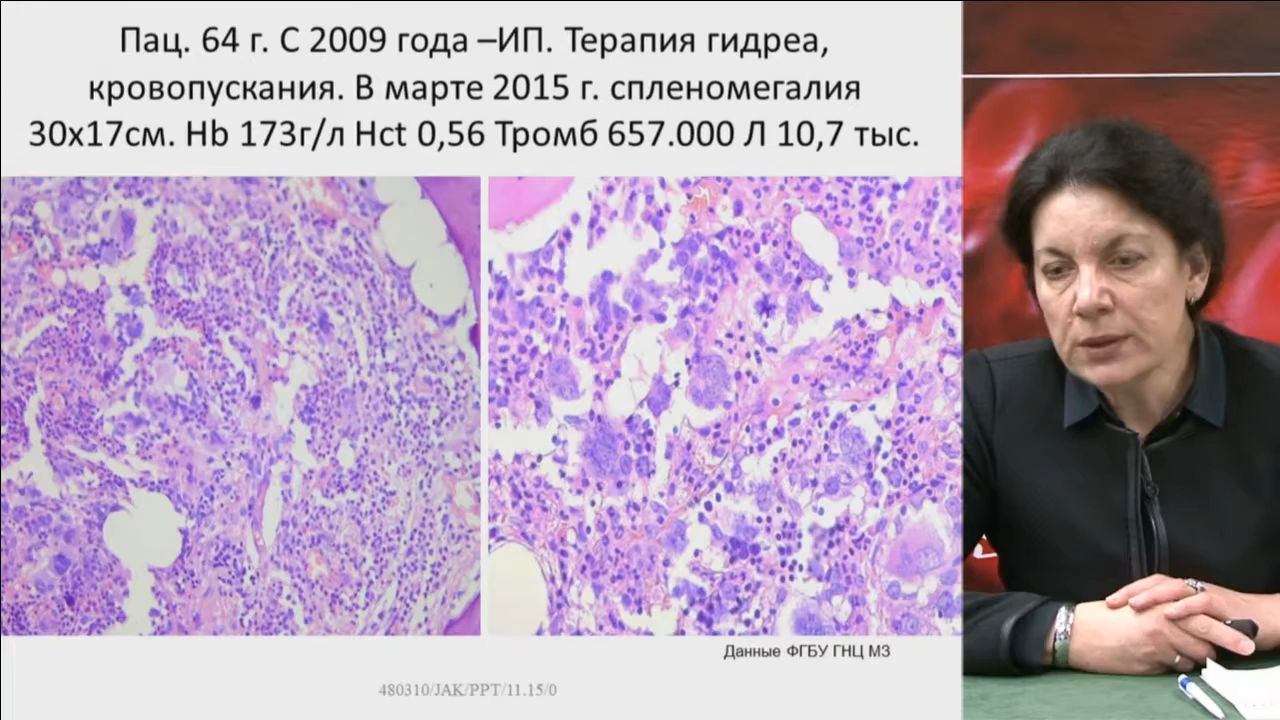 Пац. 64 г. С 2009 года –ИП. Терапия гидреа,
кровопускания. В марте 2015 г. спленомегалия
30х17см. Hb 173г/л Hct 0,56 Тромб 657.000 Л 10,7 тыс.
Данные ФГБУ ГНЦ МЗ
480310/JAK/PPT/11.15/0